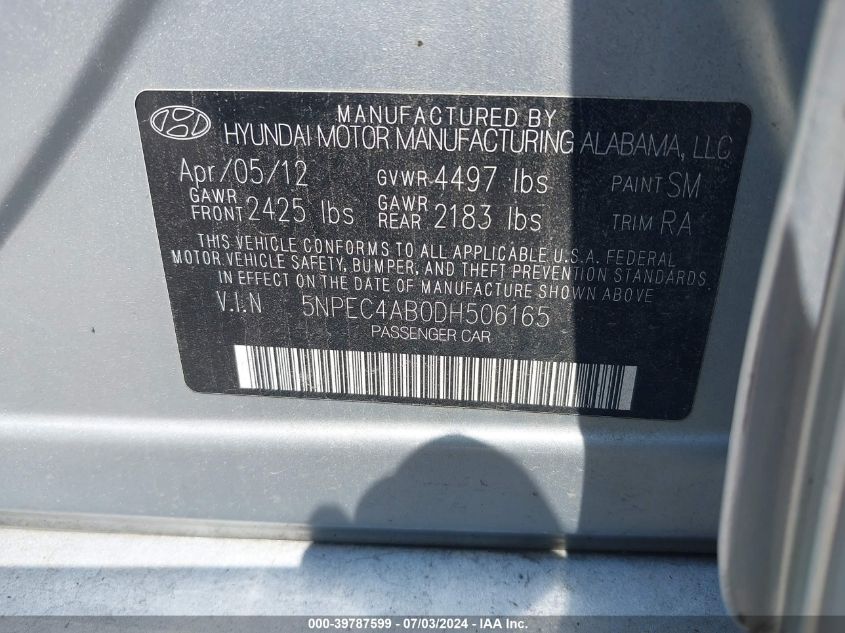 MANUFACTURED BY
HYUNDAI MOTOR MANUFACTURING ALABAMA, LLC
Apr/05/12 GVWR 4497 lbs PAINT SM
GAWR FRONT 2425 lbs GAWR REAR 2183 lbs TRIM RA
THIS VEHICLE CONFORMS TO ALL APPLICABLE U.S.A. FEDERAL
MOTOR VEHICLE SAFETY, BUMPER, AND THEFT PREVENTION STANDARDS
IN EFFECT ON THE DATE OF MANUFACTURE SHOWN ABOVE
V.I.N 5NPEC4AB0DH506165
PASSENGER CAR
000-39787599 - 07/03/2024 - IAA Inc.